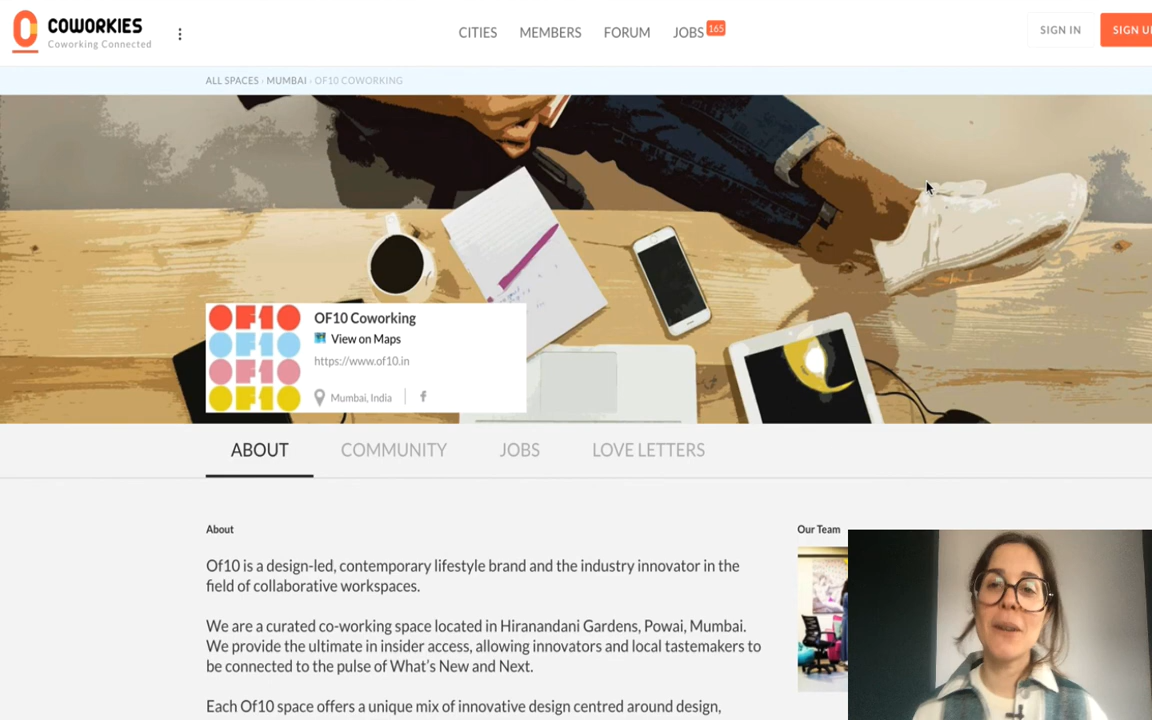 COWORKIES
Coworking Connected
CITIES MEMBERS FORUM JOBS 165
SIGN IN
SIGN U
ALL SPACES › MUMBAI › OF10 COWORKING
OF10
OF10
OF10
OF10
OF10 Coworking
View on Maps
https://www.of10.in
Mumbai, India
ABOUT COMMUNITY JOBS LOVE LETTERS
About
Our Team
Of10 is a design-led, contemporary lifestyle brand and the industry innovator in the
field of collaborative workspaces.
We are a curated co-working space located in Hiranandani Gardens, Powai, Mumbai.
We provide the ultimate in insider access, allowing innovators and local tastemakers to
be connected to the pulse of What's New and Next.
Each Of10 space offers a unique mix of innovative design centred around design,